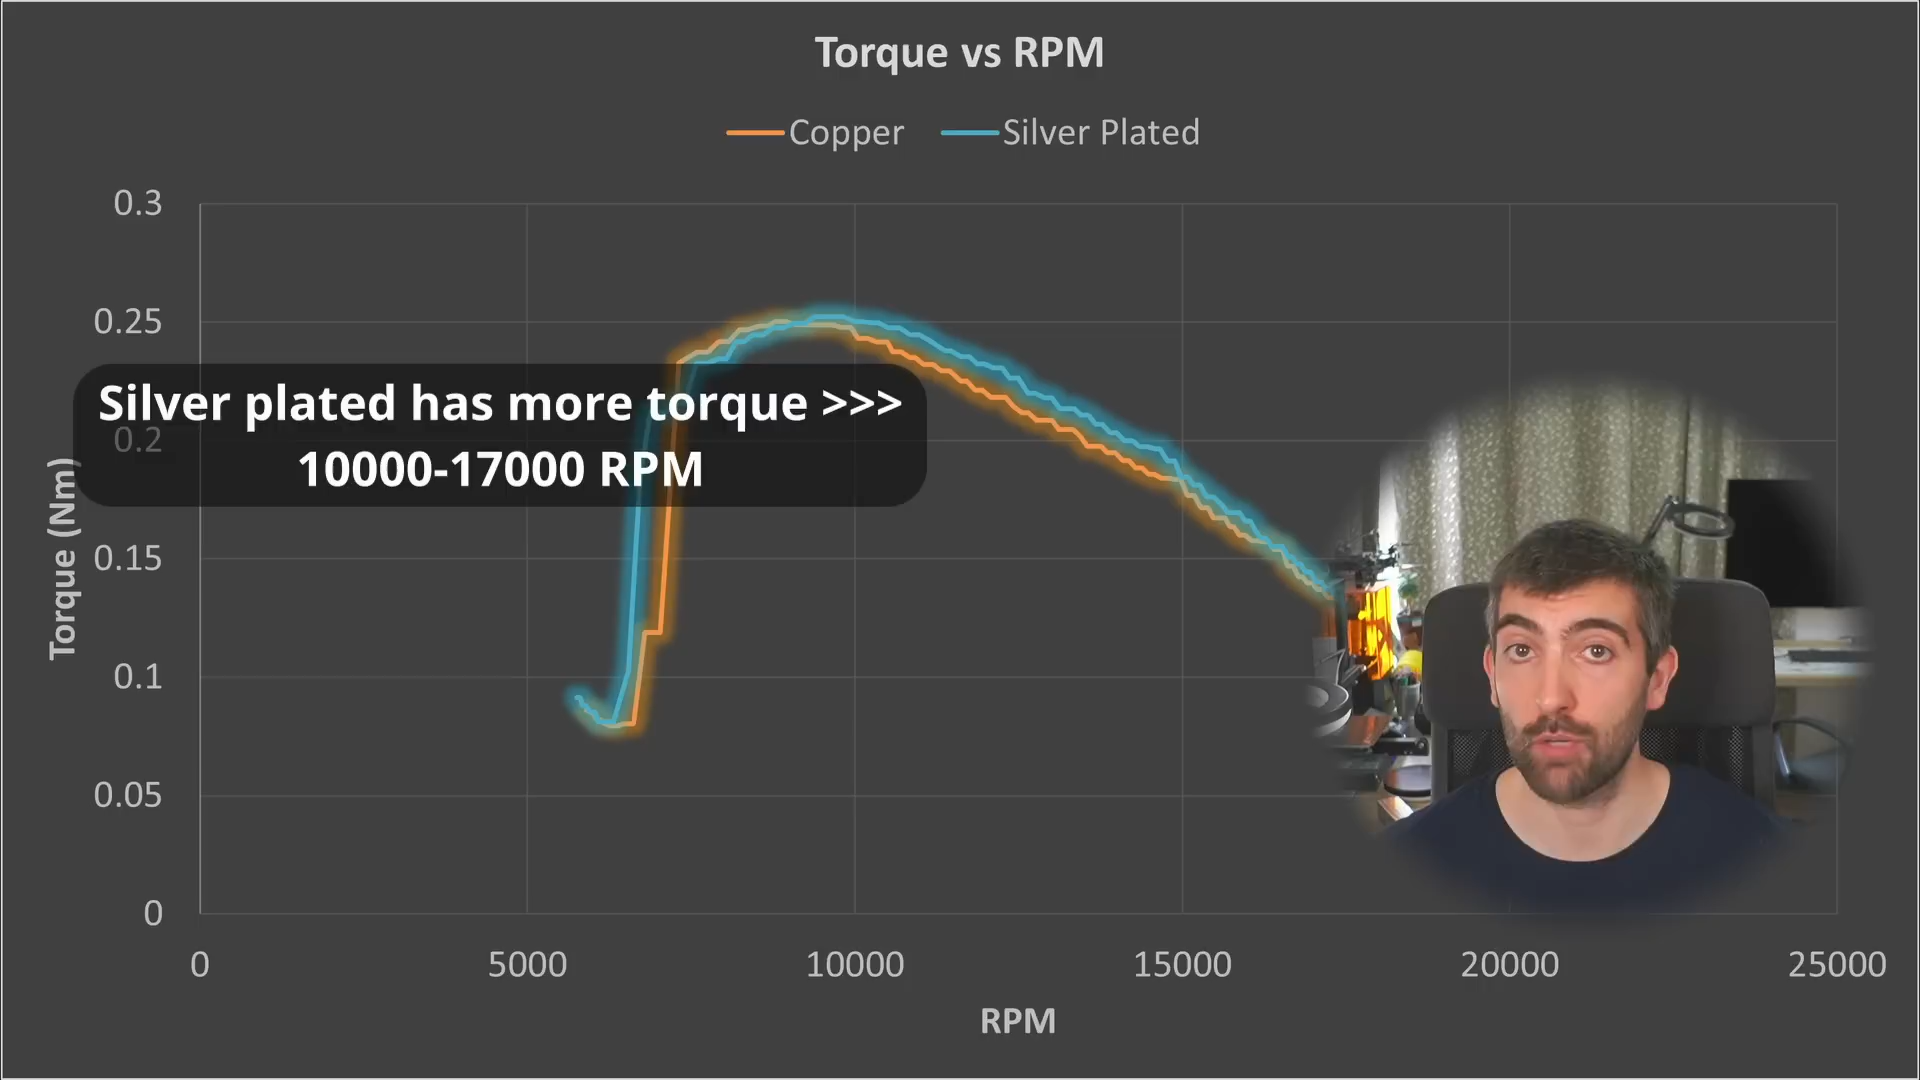 Torque vs RPM
Copper
Silver Plated
0.3
0.25
Silver plated has more torque >>>
0.2
10000-17000 RPM
Torque (Nm)
0.15
0.1
0.05
0
0 5000 10000 15000 20000 25000
RPM